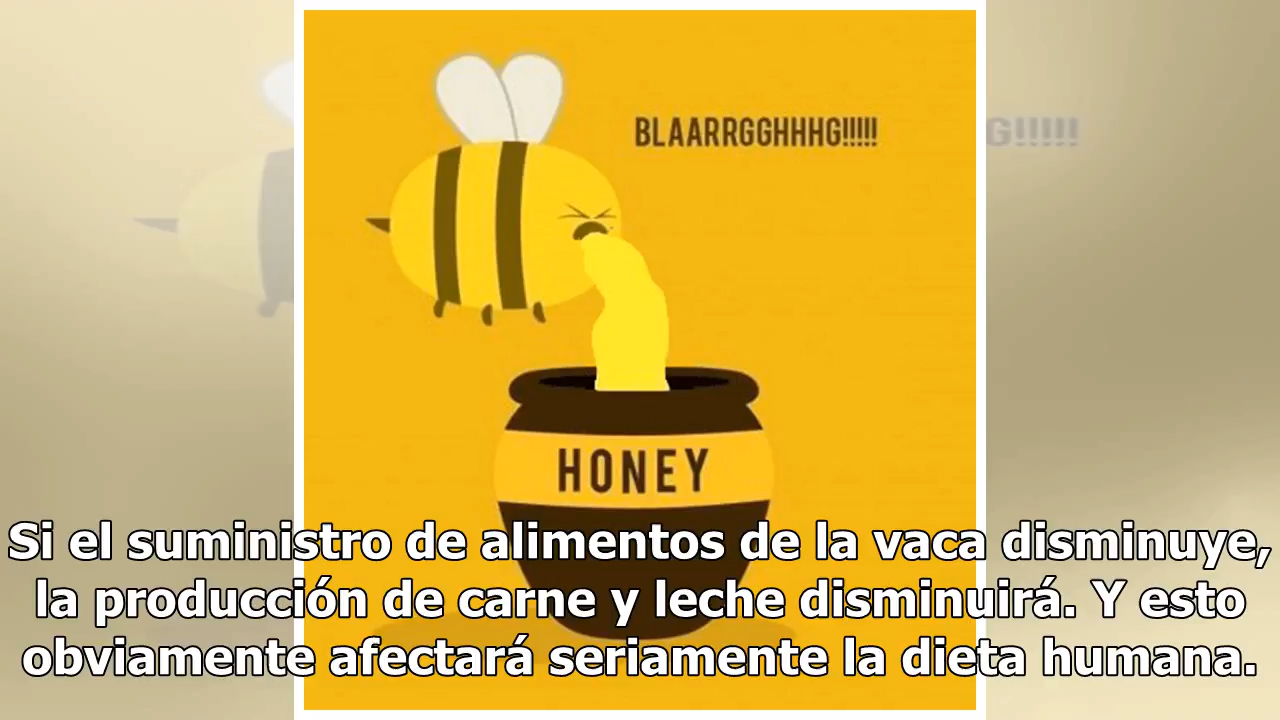 BLAARRGGHHHG!!!!!
G!!!!!
HONEY
Si el suministro de alimentos de la vaca disminuye,
la producción de carne y leche disminuirá. Y esto
obviamente afectará seriamente la dieta humana.